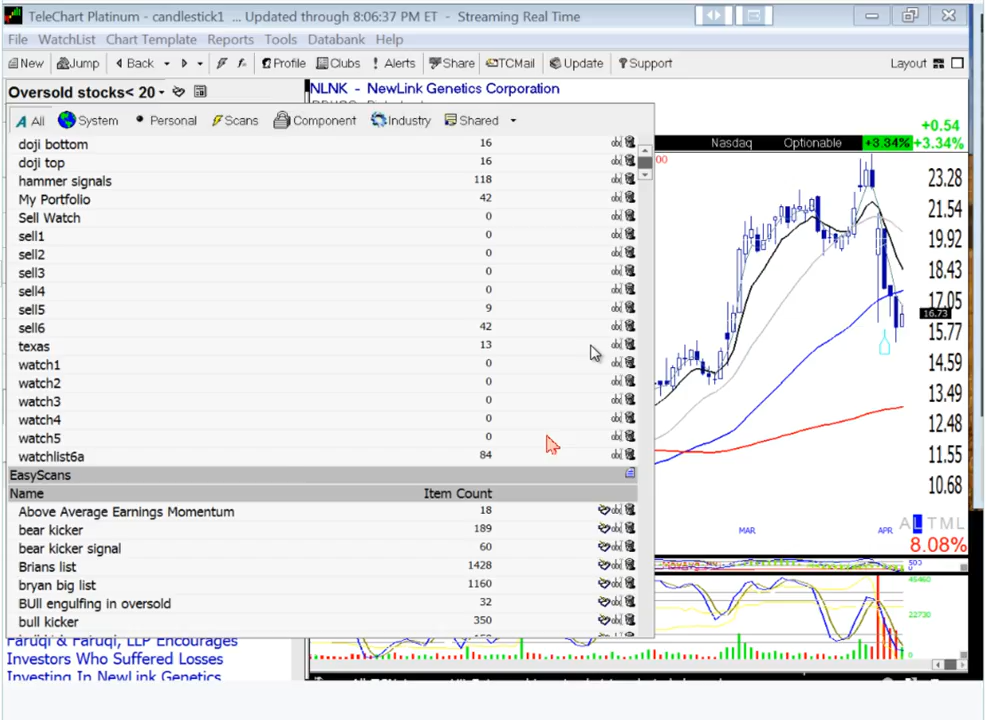 TeleChart Platinum - candlestick1 ... Updated through 8:06:37 PM ET - Streaming Real Time
File WatchList Chart Template Reports Tools Databank Help
New Jump Back Profile Clubs Alerts Share TCMail Update Support Layout
Oversold stocks< 20
NLNK - NewLink Genetics Corporation
All System Personal Scans Component Industry Shared
+0.54
Nasdaq Optionable +3.34% +3.34%
doji bottom 16
doji top 16
hammer signals 118
My Portfolio 42
Sell Watch 0
sell1 0
sell2 0
sell3 0
sell4 0
sell5 9
sell6 42
texas 13
watch1 0
watch2 0
watch3 0
watch4 0
watch5 0
watchlist6a 84
EasyScans
Name Item Count
Above Average Earnings Momentum 18
bear kicker 189
bear kicker signal 60
Brians list 1428
bryan big list 1160
BUll engulfing in oversold 32
bull kicker 350
Faruqi & Faruqi, LLP Encourages
Investors Who Suffered Losses
Investing In NewLink Genetics
00
23.28
21.54
19.92
18.43
17.05
16.73
15.77
14.59
13.49
12.48
11.55
10.68
MAR APR
A L T M L
8.08%
500
0
45460
22730
0